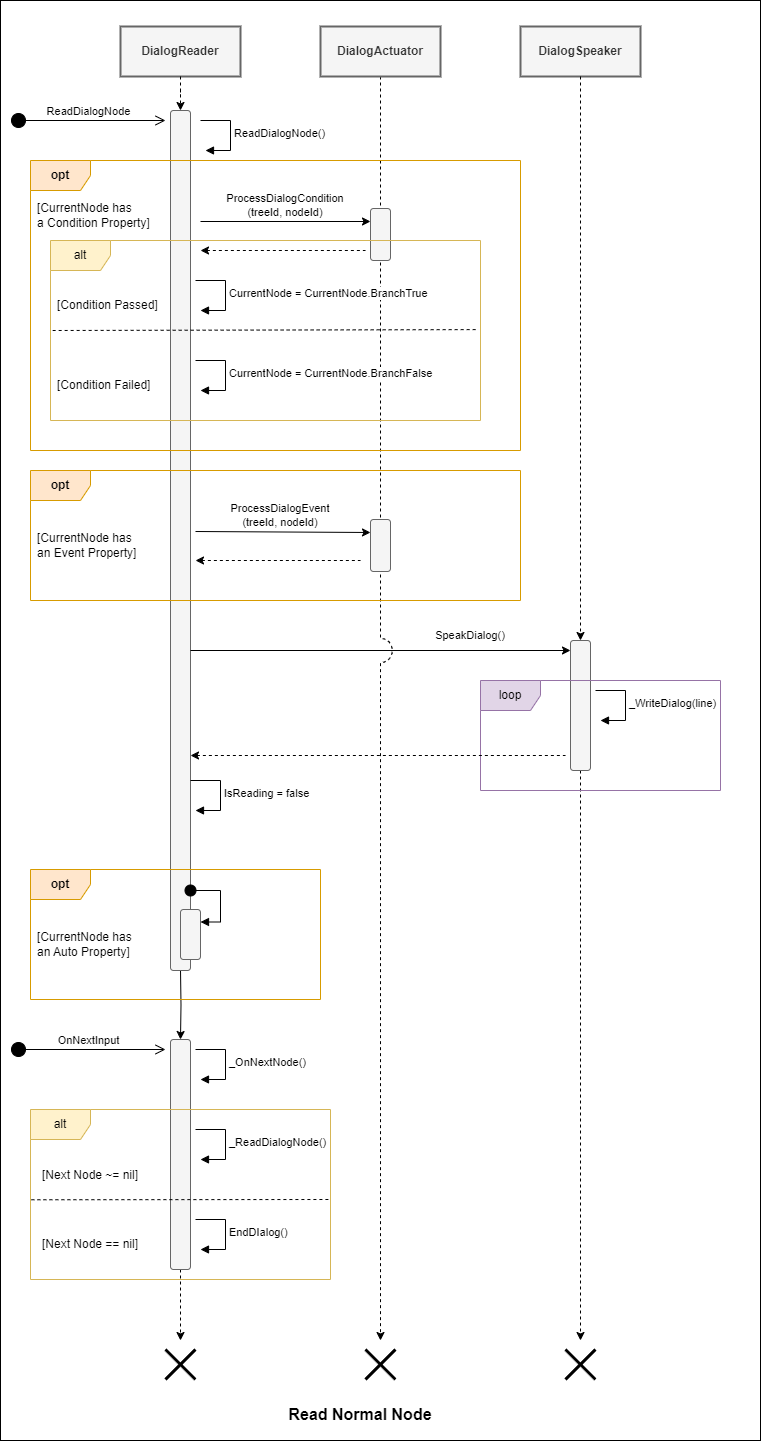 DialogReader
DialogActuator
DialogSpeaker
ReadDialogNode
ReadDialogNode()
opt
[CurrentNode has
a Condition Property]
ProcessDialogCondition
(treeId, nodeId)
alt
[Condition Passed]
CurrentNode = CurrentNode.BranchTrue
[Condition Failed]
CurrentNode = CurrentNode.BranchFalse
opt
[CurrentNode has
an Event Property]
ProcessDialogEvent
(treeId, nodeId)
SpeakDialog()
loop
_WriteDialog(line)
IsReading = false
opt
[CurrentNode has
an Auto Property]
OnNextInput
_OnNextNode()
alt
_ReadDialogNode()
[Next Node ~= nil]
EndDIalog()
[Next Node == nil]
Read Normal Node